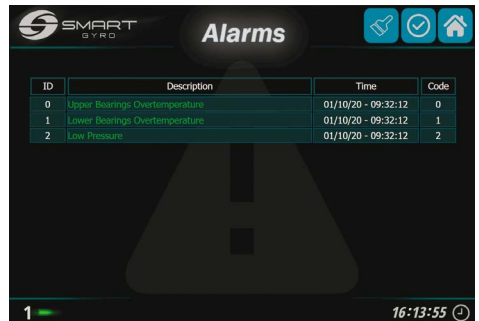 SMART
GYRO
Alarms
ID Description Time Code
0 Upper Bearings Overtemperature 01/10/20 - 09:32:12 0
1 Lower Bearings Overtemperature 01/10/20 - 09:32:12 1
2 Low Pressure 01/10/20 - 09:32:12 2
1 16:13:55